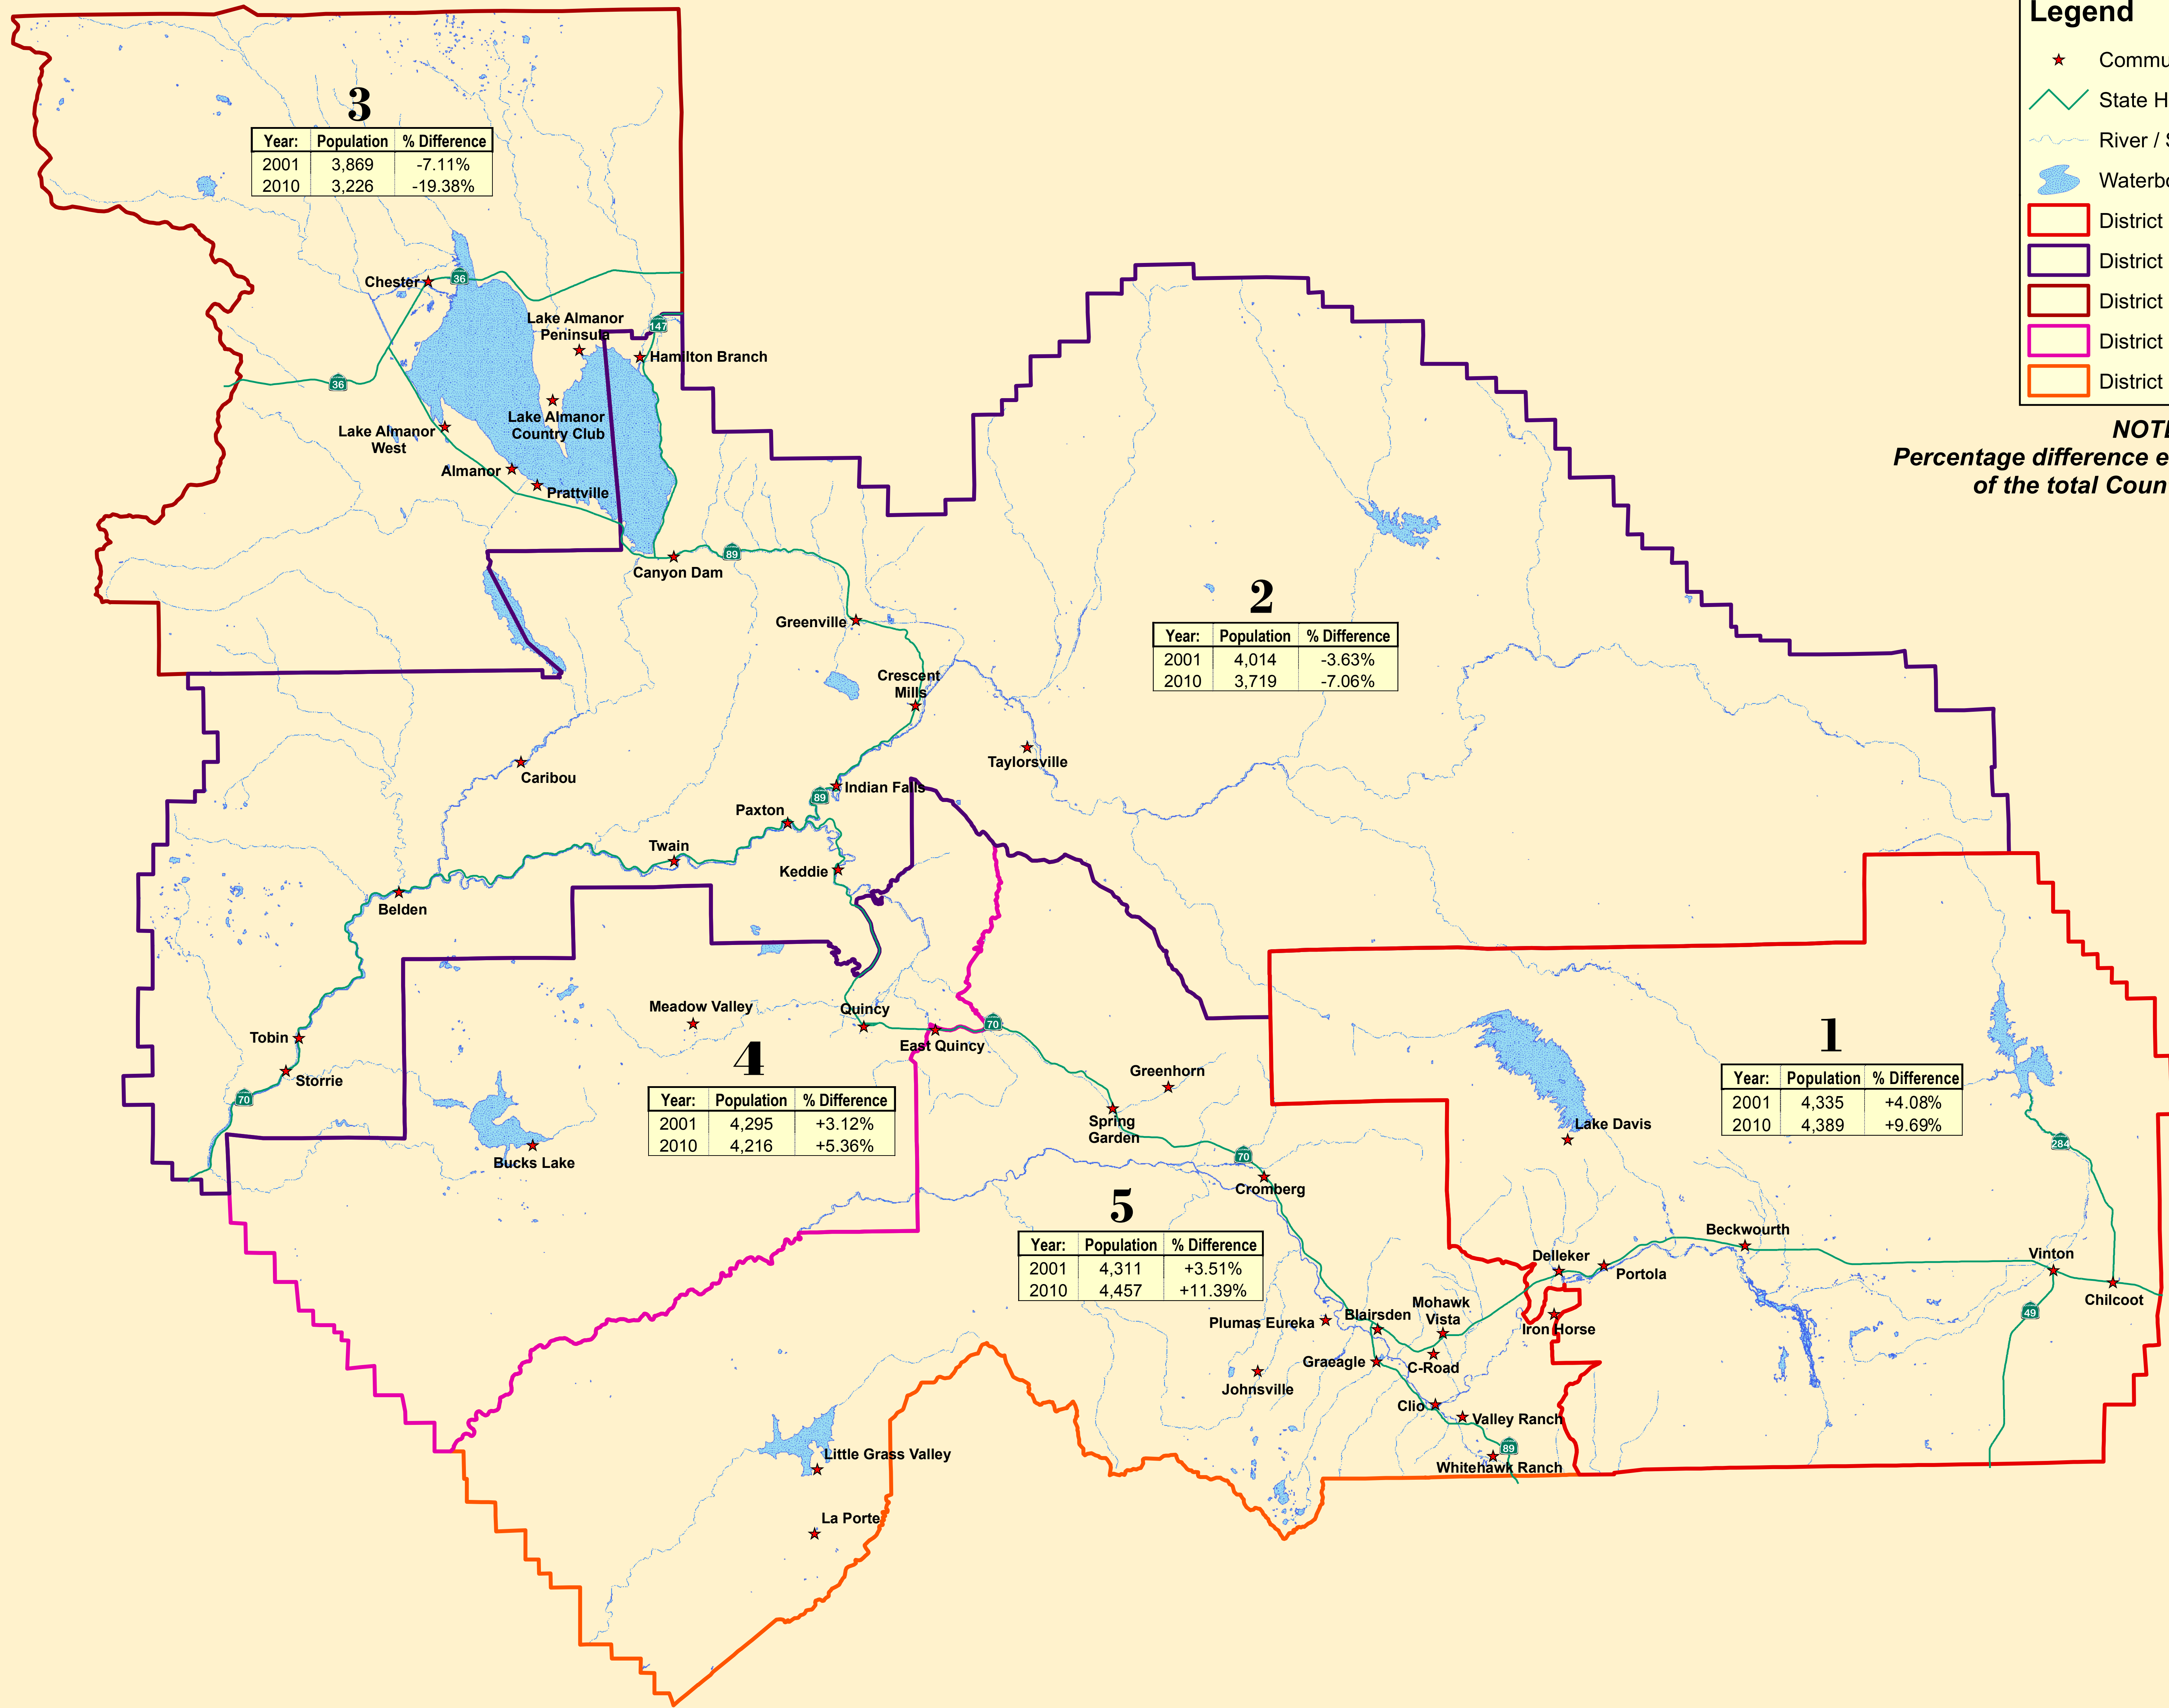 Legend
State H
River /
District
District
District
District
District
Percentage difference
of the total
3
Year: Population % Difference
2001 3,869 -7.11%
2010 3,226 -19.38%
Chester
36
Lake Almanor
Peninsula
147
Hamilton Branch
36
Lake Almanor
Country Club
Lake Almanor
West
Almanor
Prattville
Canyon Dam
89
2
Year: Population % Difference
2001 4,014 -3.63%
2010 3,719 -7.06%
Greenville
Crescent
Mills
Taylorsville
Caribou
Indian Falls
89
Paxton
Twain
Keddie
Belden
Meadow Valley
Quincy
East Quincy
70
Tobin
Storrie
70
4
Year: Population % Difference
2001 4,295 +3.12%
2010 4,216 +5.36%
Bucks Lake
Greenhorn
Spring
Garden
70
Cromberg
1
Year: Population % Difference
2001 4,335 +4.08%
2010 4,389 +9.69%
Lake Davis
284
5
Year: Population % Difference
2001 4,311 +3.51%
2010 4,457 +11.39%
Beckwourth
Delleker
Portola
Vinton
Chilcoot
49
Mohawk
Vista
Blairsden
Plumas Eureka
Iron Horse
Graeagle
C-Road
Johnsville
Clio
Valley Ranch
89
Whitehawk Ranch
Little Grass Valley
La Porte